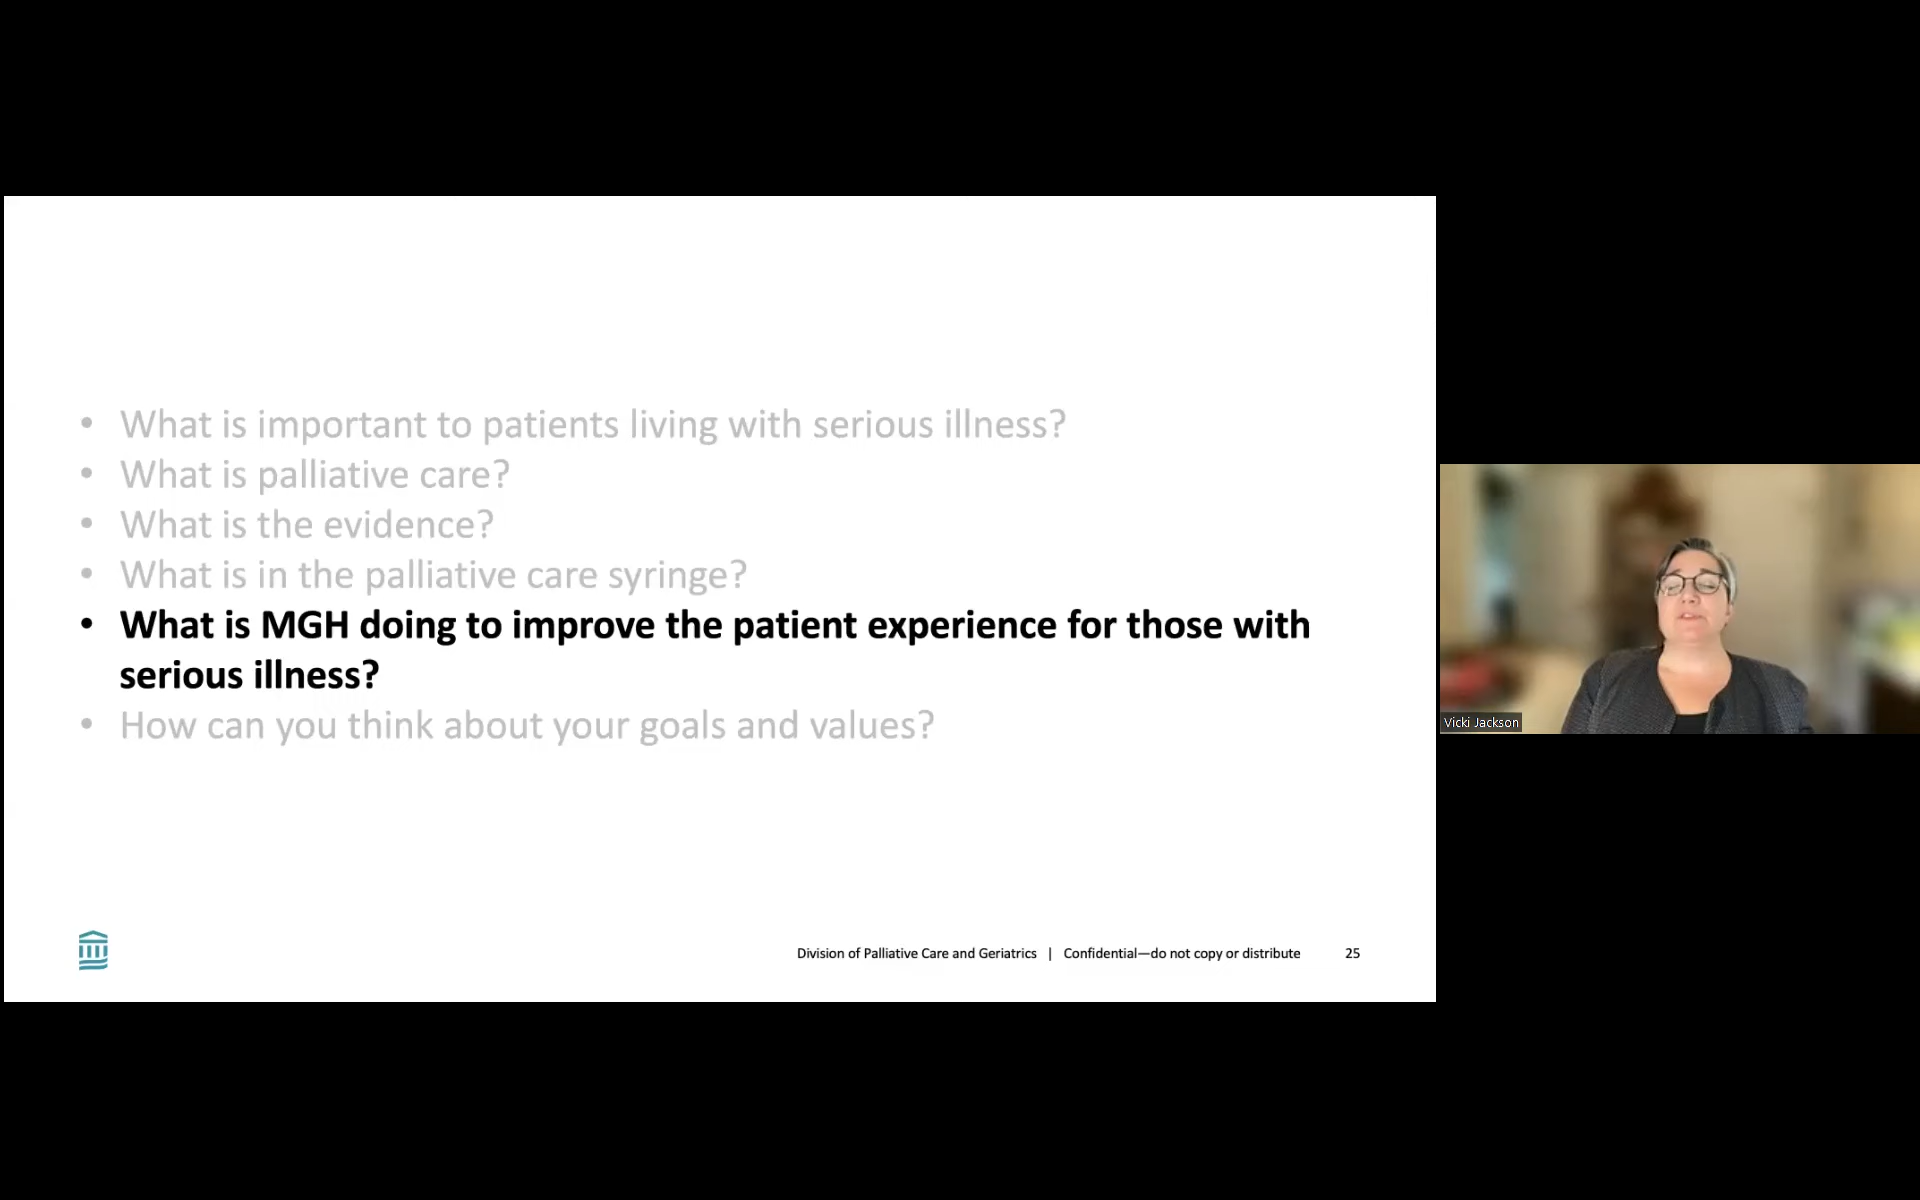 • What is important to patients living with serious illness?
• What is palliative care?
• What is the evidence?
• What is in the palliative care syringe?
• What is MGH doing to improve the patient experience for those with
serious illness?
• How can you think about your goals and values?
Vicki Jackson
Division of Palliative Care and Geriatrics | Confidential—do not copy or distribute 25